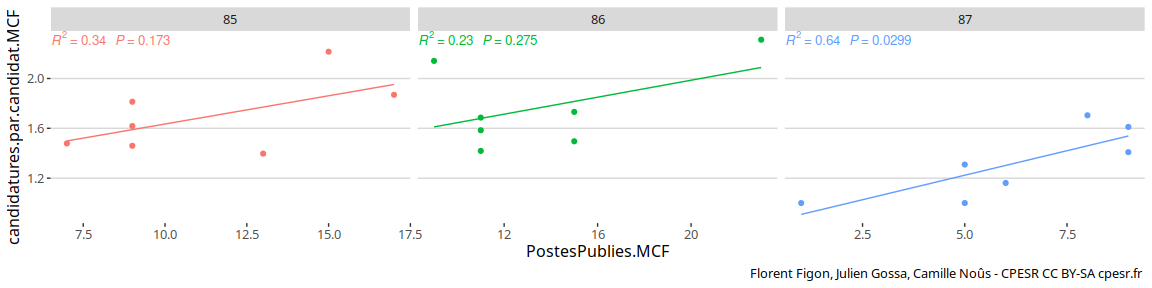 85 86 87
R² = 0.34 P = 0.173 R² = 0.23 P = 0.275 R² = 0.64 P = 0.0299
candidatures.par.candidat.MCF
2.0
1.6
1.2
7.5 10.0 12.5 15.0 17.5 12 16 20 2.5 5.0 7.5
PostesPublies.MCF
Florent Figon, Julien Gossa, Camille Noûs - CPESR CC BY-SA cpesr.fr